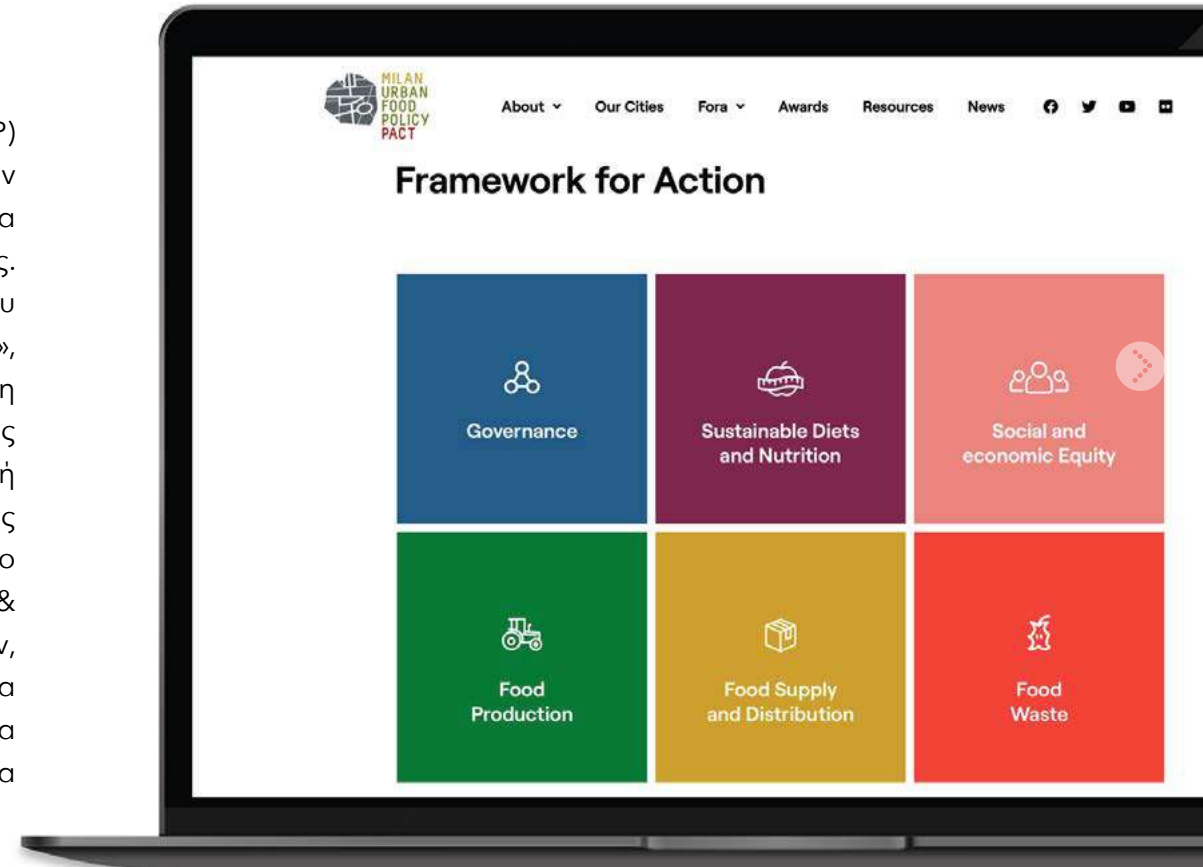 °)
ν
α
ς.
υ
»,
η
ς
ή
ς
ο
&
ν,
α
α
α
MILAN
URBAN
FOOD
POLICY
PACT
About Our Cities Fora Awards Resources News
Framework for Action
Governance
Sustainable Diets
and Nutrition
Social and
economic Equity
Food
Production
Food Supply
and Distribution
Food
Waste